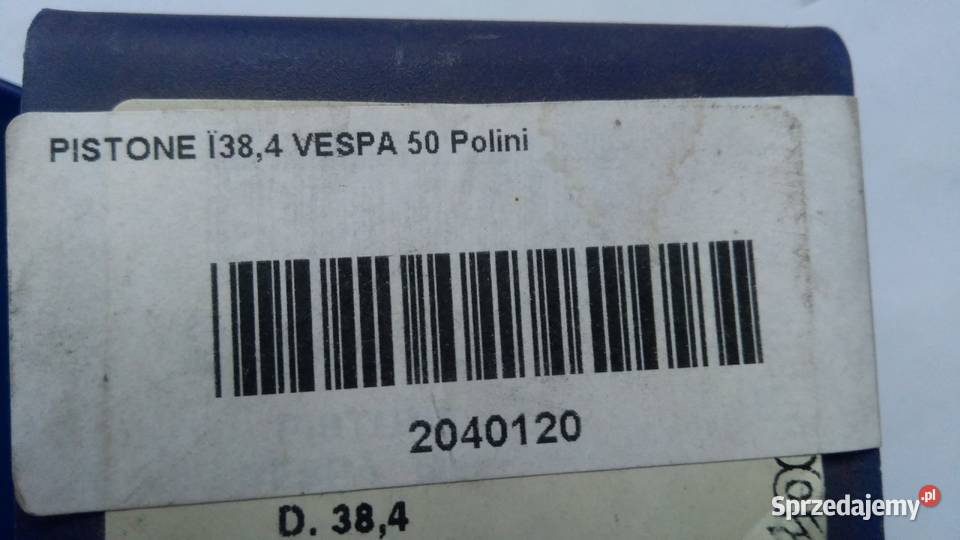 PISTONE Ï38,4 VESPA 50 Polini
2040120
D. 38,4
Sprzedajemy.pl